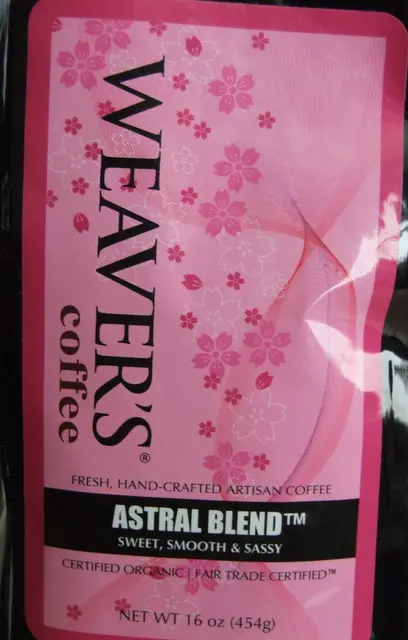 WEAVER'S®
coffee
FRESH, HAND-CRAFTED ARTISAN COFFEE
ASTRAL BLEND™
SWEET, SMOOTH & SASSY
CERTIFIED ORGANIC | FAIR TRADE CERTIFIED™
NET WT 16 oz (454g)